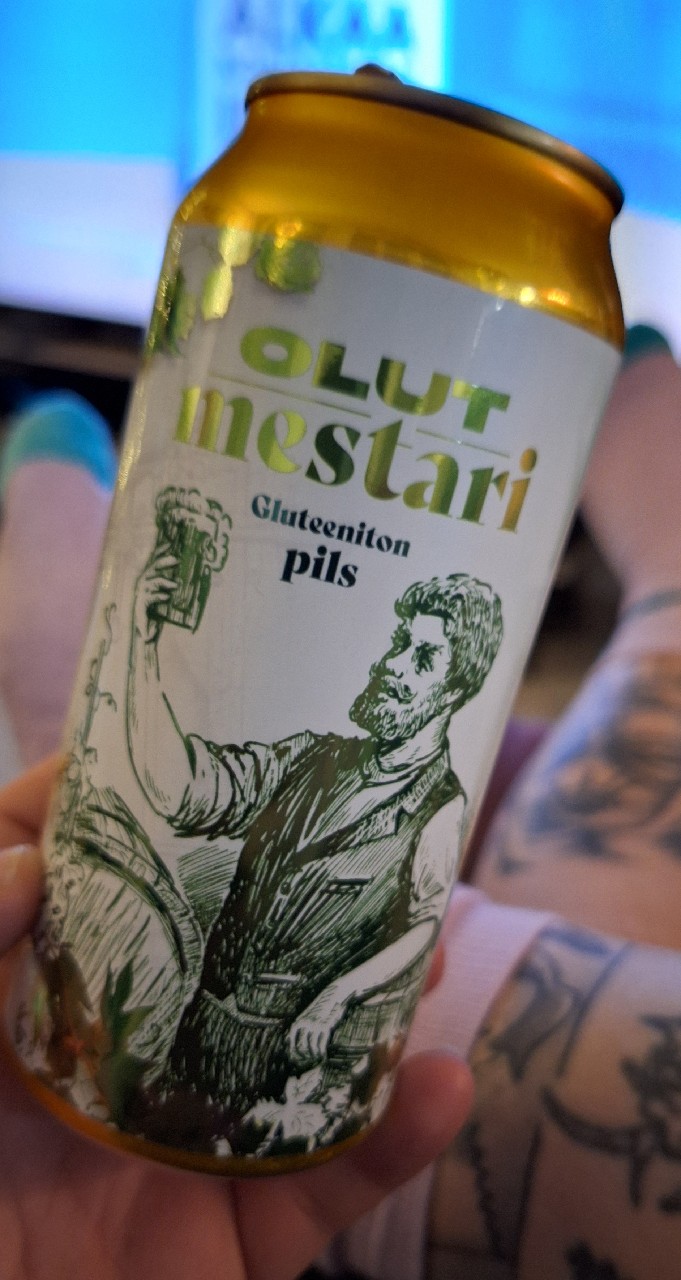 OLUT
mestari
Gluteeniton
pils